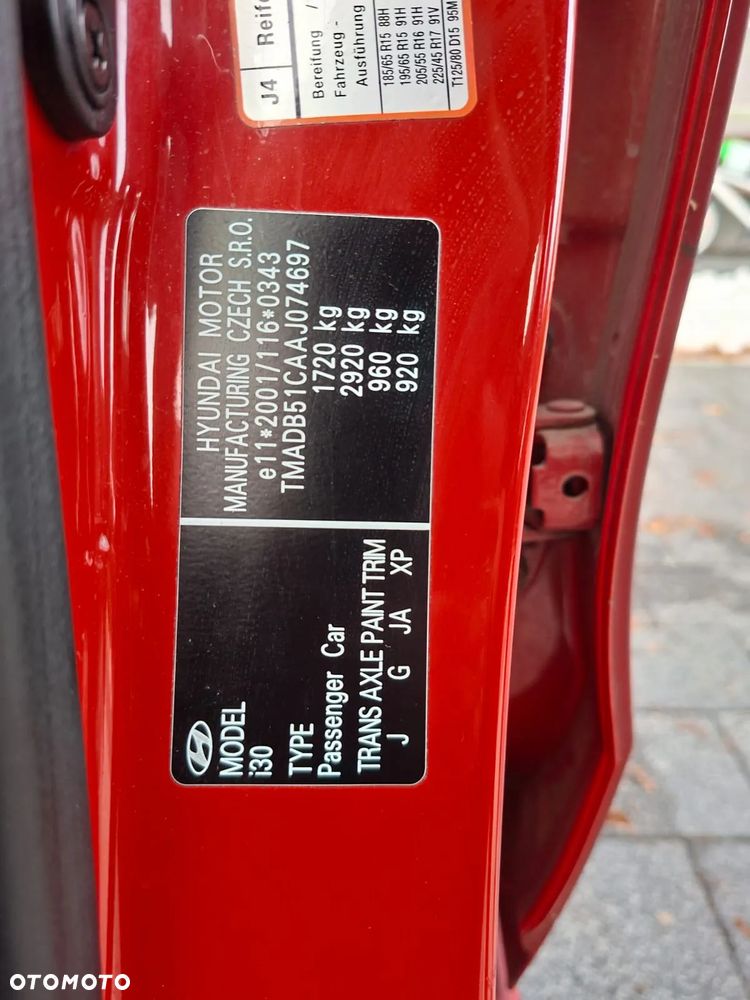 J4
Reife
Bereifung /
Fahrzeug -
Ausführung
185/65 R15 88H
195/65 R15 91H
205/55 R16 91H
225/45 R17 91V
T125/80 D15 95M
HYUNDAI MOTOR
MANUFACTURING CZECH S.R.O.
e11*2001/116*0343
TMADB51CAAJ074697
1720 kg
2920 kg
960 kg
920 kg
MODEL
i30
TYPE
Passenger Car
TRANS AXLE PAINT TRIM
J G JA XP
OTOMOTO